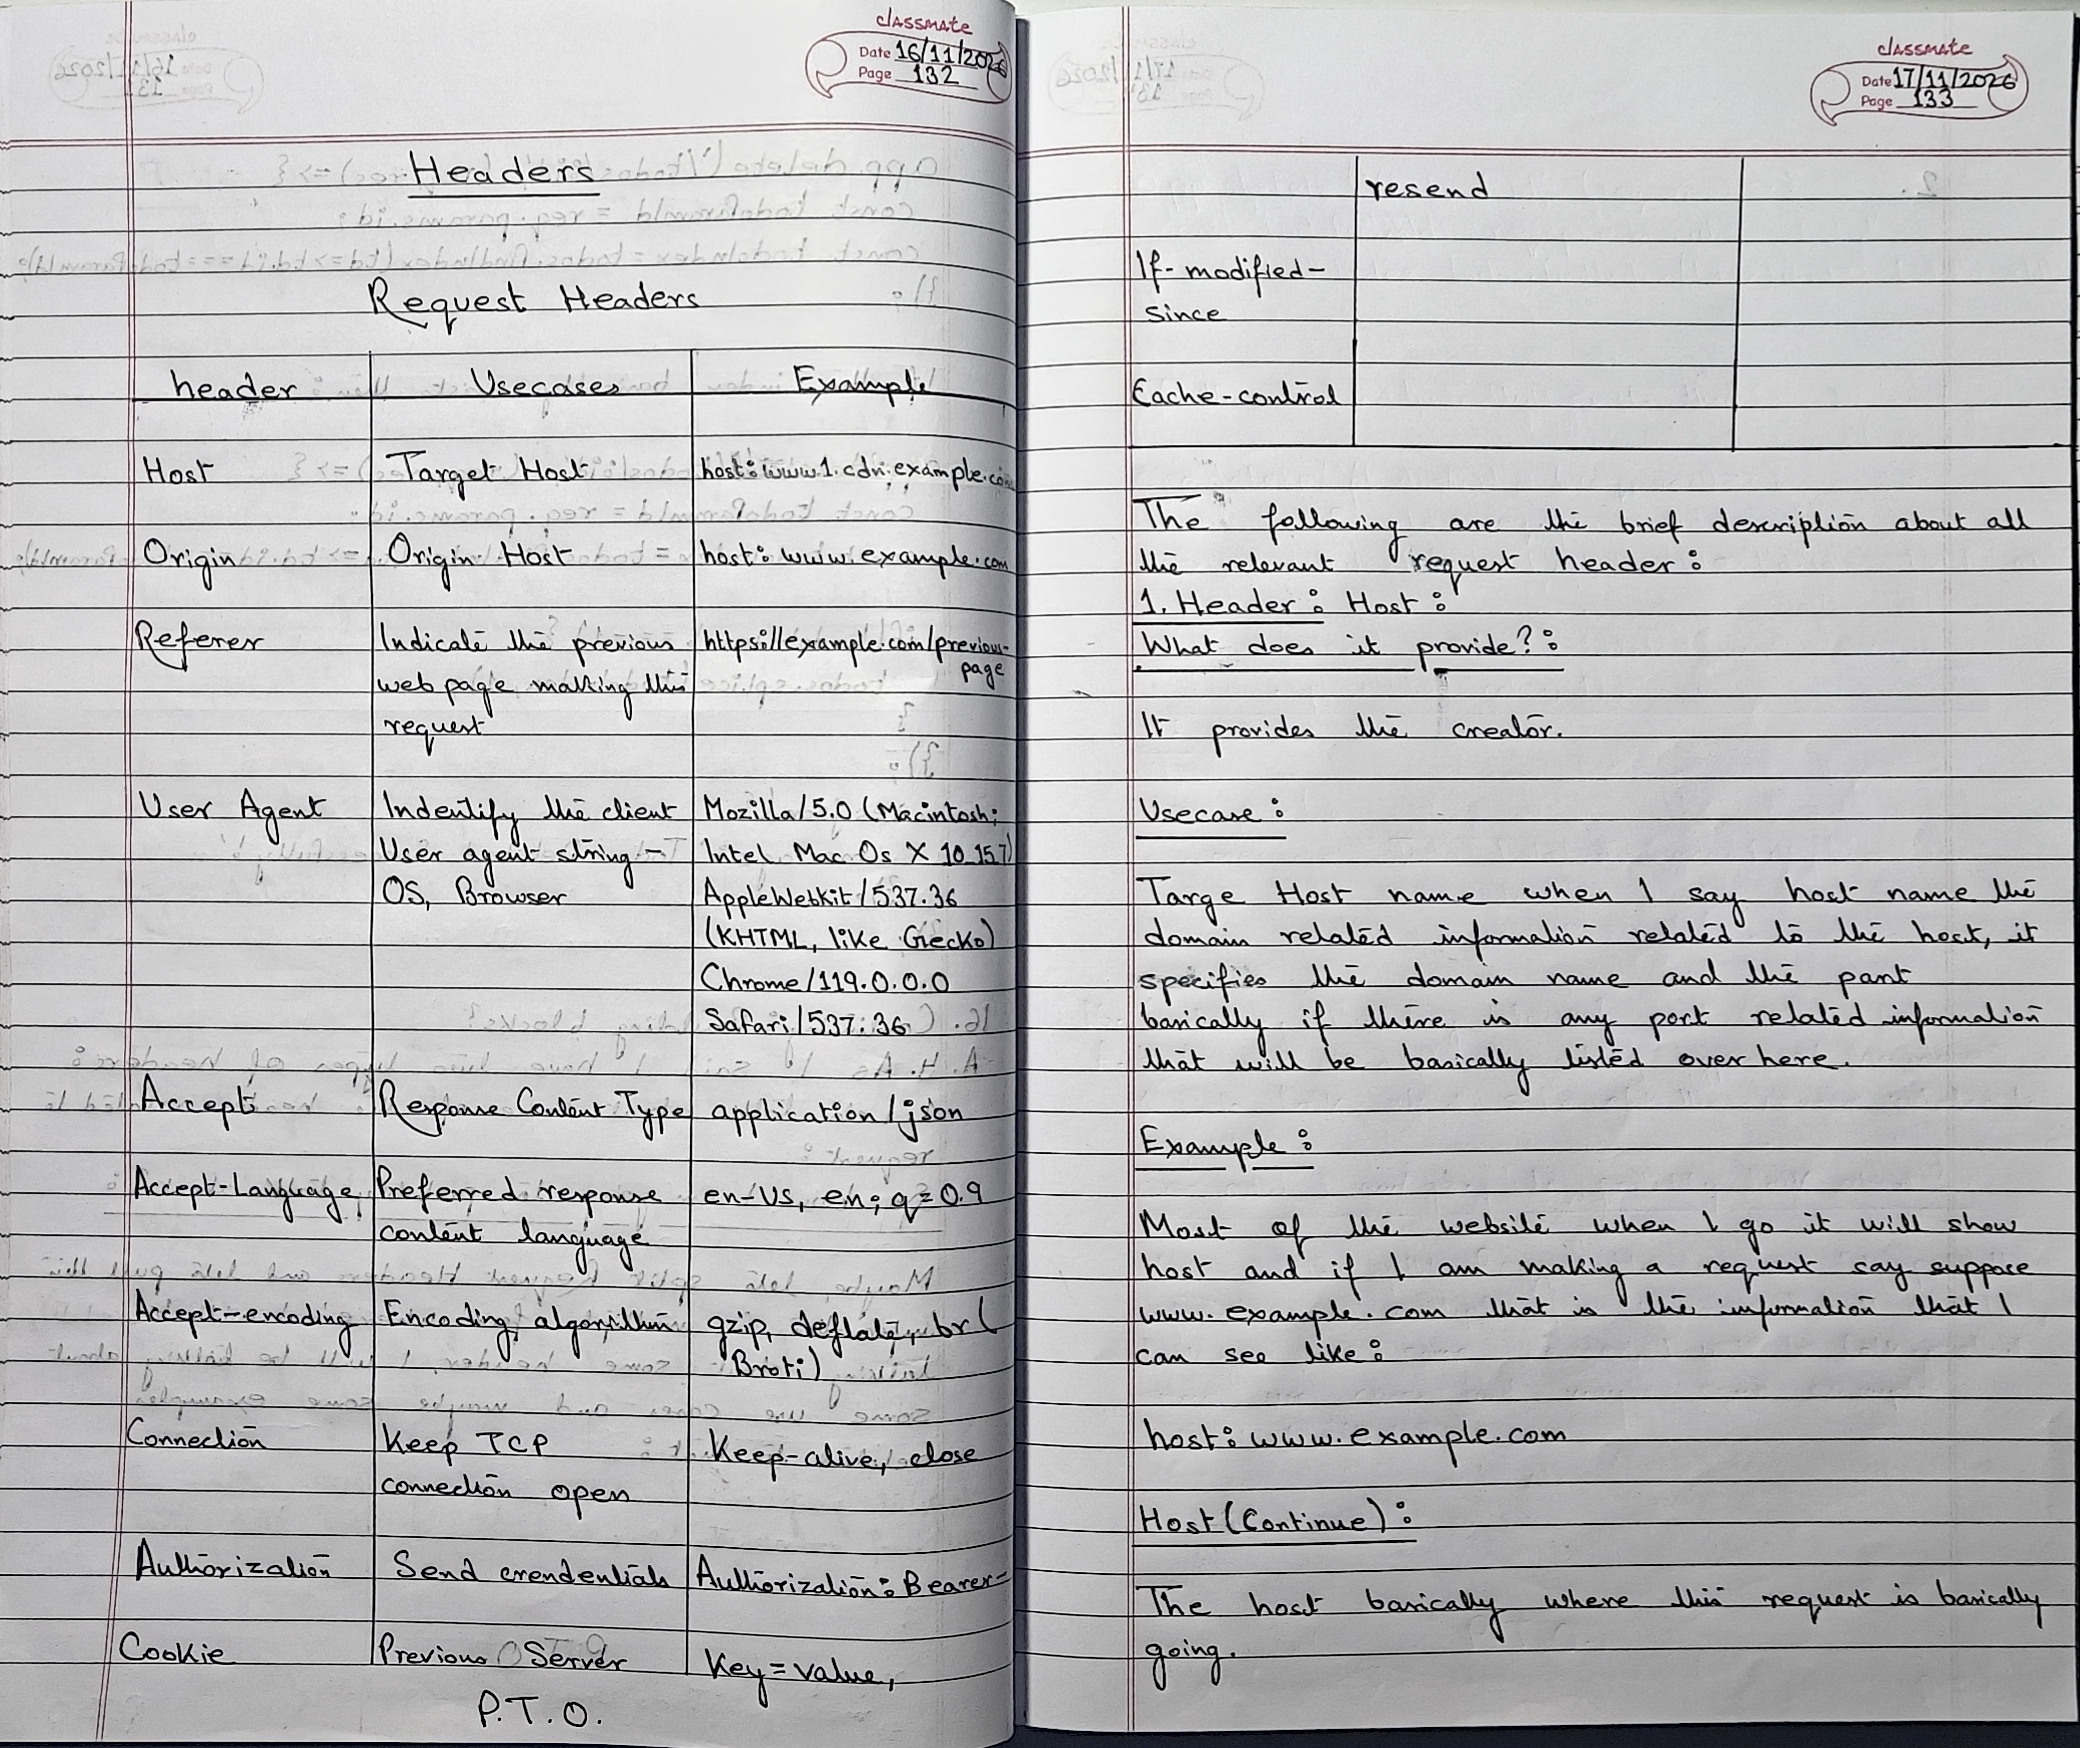 classmate
Date 16/11/2026
Page 132
Headers
Request Headers
header Usecases Example
Host Target Host host: www.1.cdn.example.com
Origin Origin Host host: www.example.com
Referer Indicate the previous https://example.com/previous-
page
web page making this
request
User Agent Indentify the client Mozilla/5.0 (Macintosh;
User agent string - Intel Mac Os X 10_15_7)
OS, Browser AppleWebKit/537.36
(KHTML, like Gecko)
Chrome/119.0.0.0
Safari/537.36
Accept Response Content Type application/json
Accept-Language Preferred response en-US, en; q=0.9
content language
Accept-encoding Encoding algorithm gzip, deflate, br(
Broti)
Connection Keep TCP Keep-alive, close
connection open
Authorization Send crendentials Authorization: Bearer-
Cookie Previous Server Key=value,
P.T.O.
classmate
Date 17/11/2026
Page 133
resend
If-modified-
since
Cache-control
The following are the brief description about all
the relevant request header:
1. Header: Host:
What does it provide?:
It provides the creator.
Usecase:
Targe Host name when I say host name the
domain related information related to the host, it
specifies the domain name and the part
basically if there is any port related information
that will be basically listed over here.
Example:
Most of the website when I go it will show
host and if I am making a request say suppose
www.example.com that is the information that I
can see like:
host: www.example.com
Host (Continue):
The host basically where this request is basically
going.